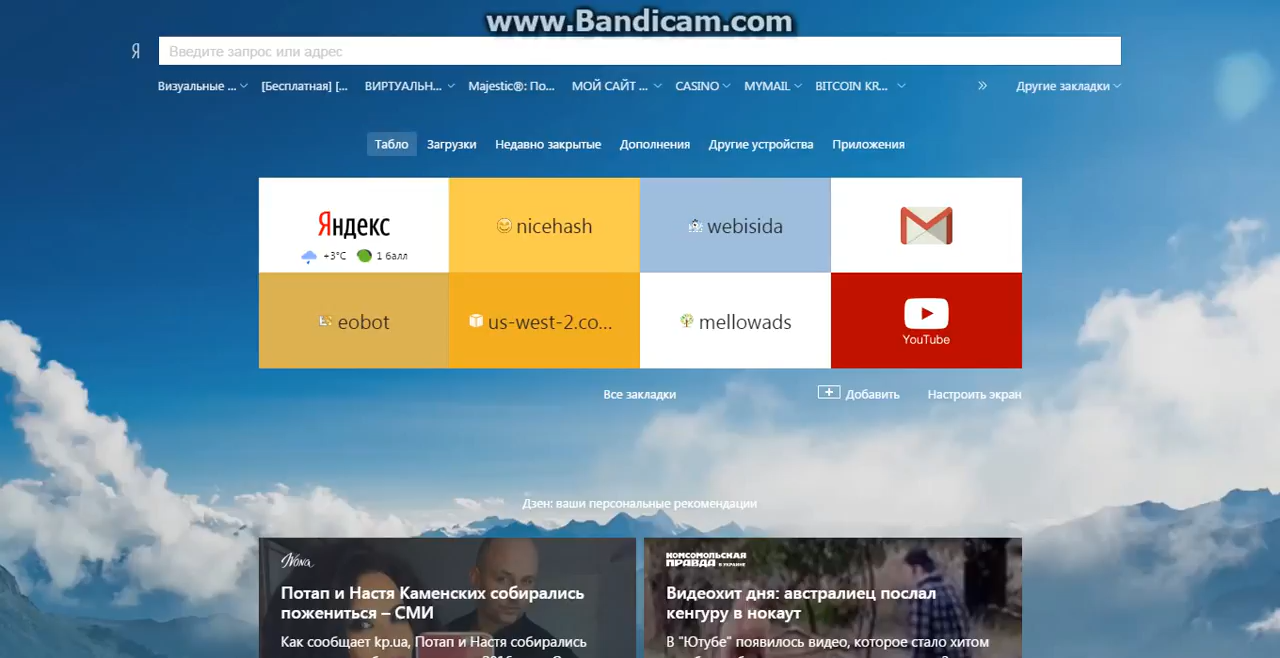 www.Bandicam.com
Я Введите запрос или адрес
Визуальные ... [Бесплатная] [... ВИРТУАЛЬН... Majestic®: По... МОЙ САЙТ ... CASINO MYMAIL BITCOIN KR... » Другие закладки
Табло Загрузки Недавно закрытые Дополнения Другие устройства Приложения
Яндекс
+3°C 1 балл
nicehash
webisida
eobot
us-west-2.co...
mellowads
YouTube
Все закладки
Добавить Настроить экран
Дзен: ваши персональные рекомендации
Потап и Настя Каменских собирались
пожениться – СМИ
Как сообщает kp.ua, Потап и Настя собирались
КОМСОМОЛЬСКАЯ
ПРАВДА В УКРАИНЕ
Видеохит дня: австралиец послал
кенгуру в нокаут
В "Ютубе" появилось видео, которое стало хитом